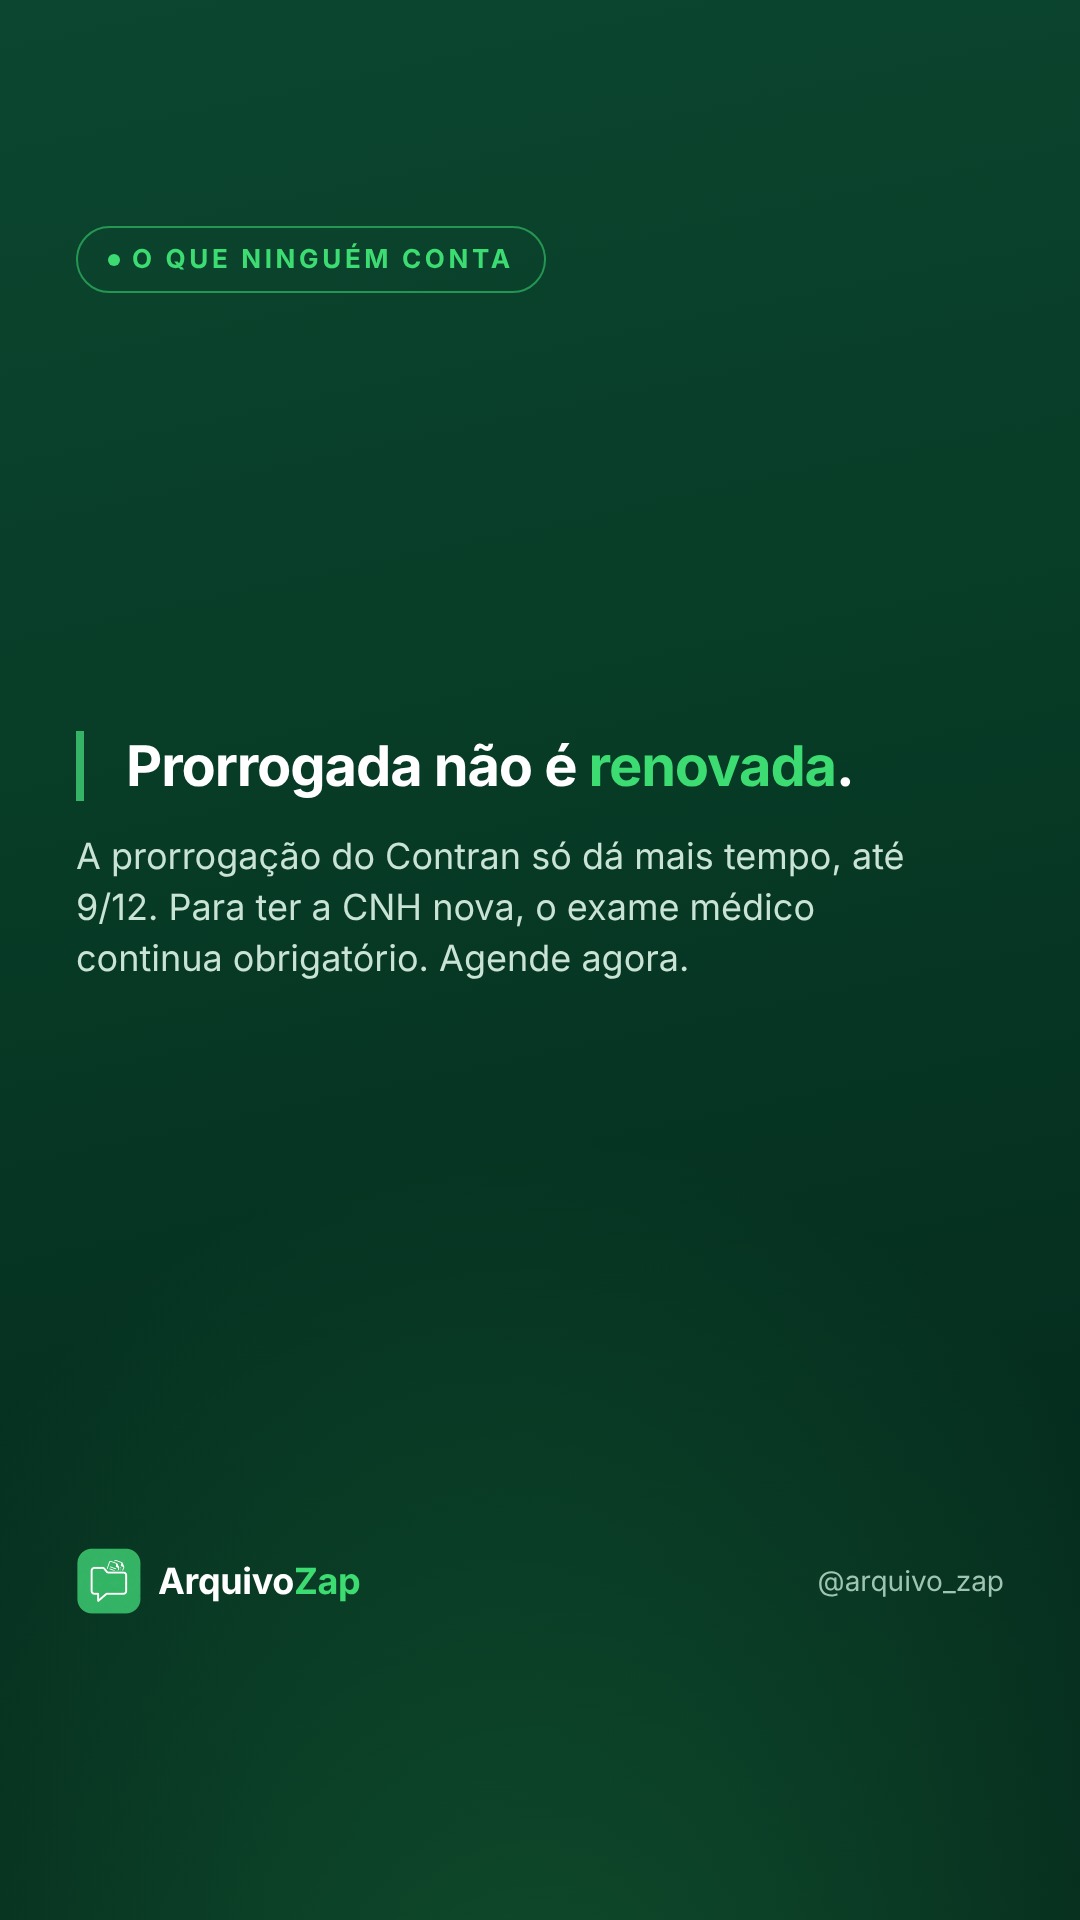 O QUE NINGUÉM CONTA
Prorrogada não é renovada.
A prorrogação do Contran só dá mais tempo, até
9/12. Para ter a CNH nova, o exame médico
continua obrigatório. Agende agora.
ArquivoZap
@arquivo_zap